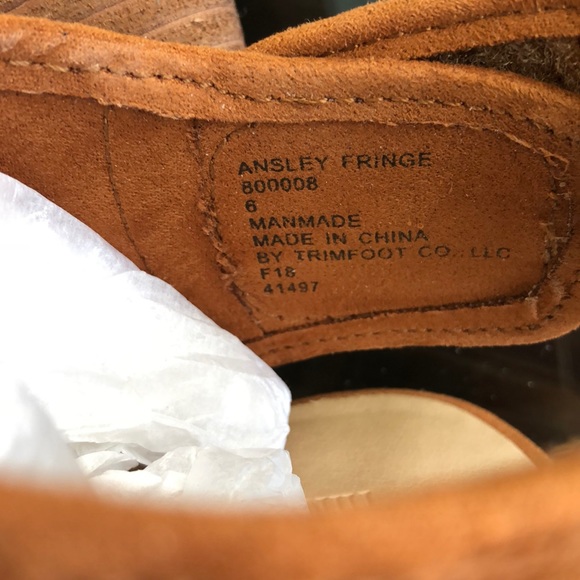 ANSLEY FRINGE
800008
6
MANMADE
MADE IN CHINA
BY TRIMFOOT CO., LLC
F18
41497